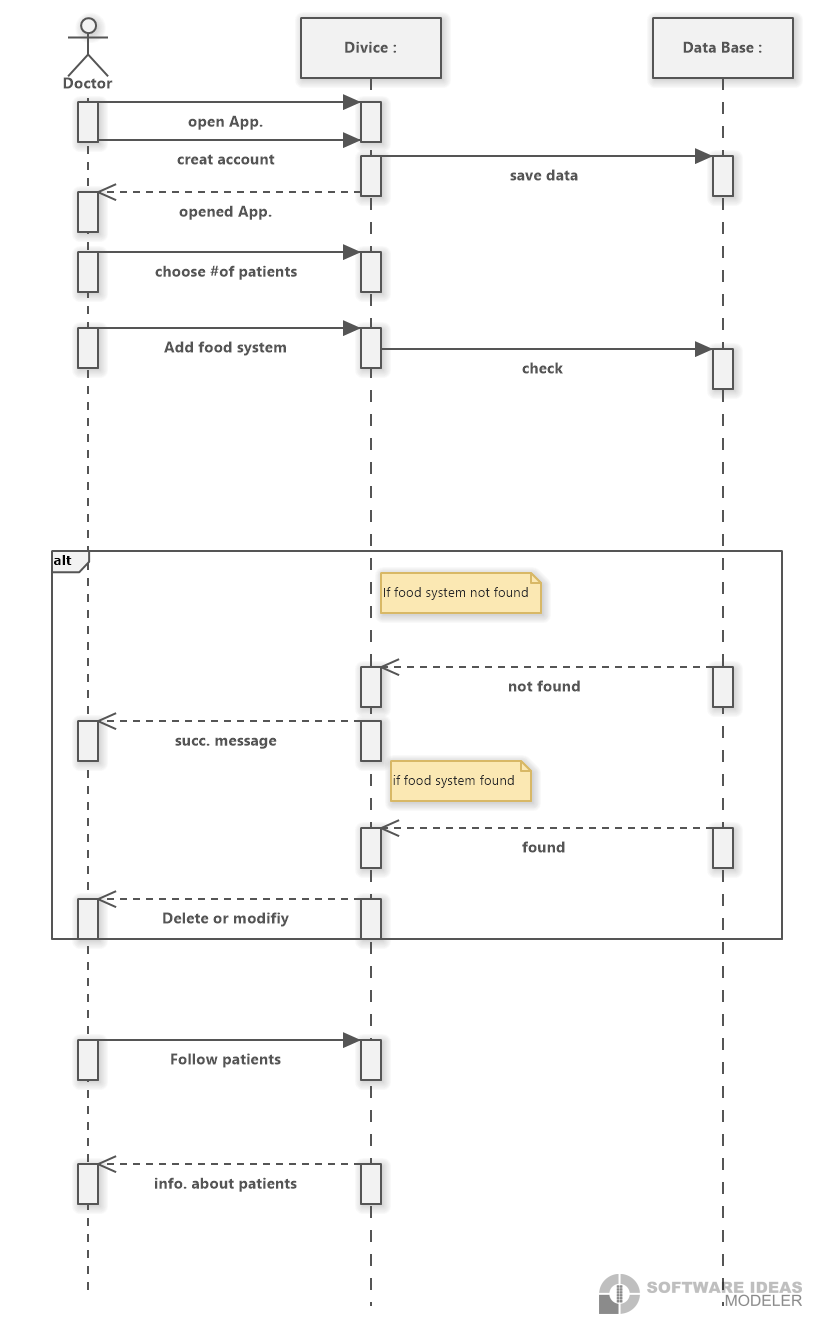 Doctor
Divice :
Data Base :
open App.
creat account
save data
opened App.
choose #of patients
Add food system
check
alt
If food system not found
not found
succ. message
if food system found
found
Delete or modifiy
Follow patients
info. about patients
SOFTWARE IDEAS
MODELER